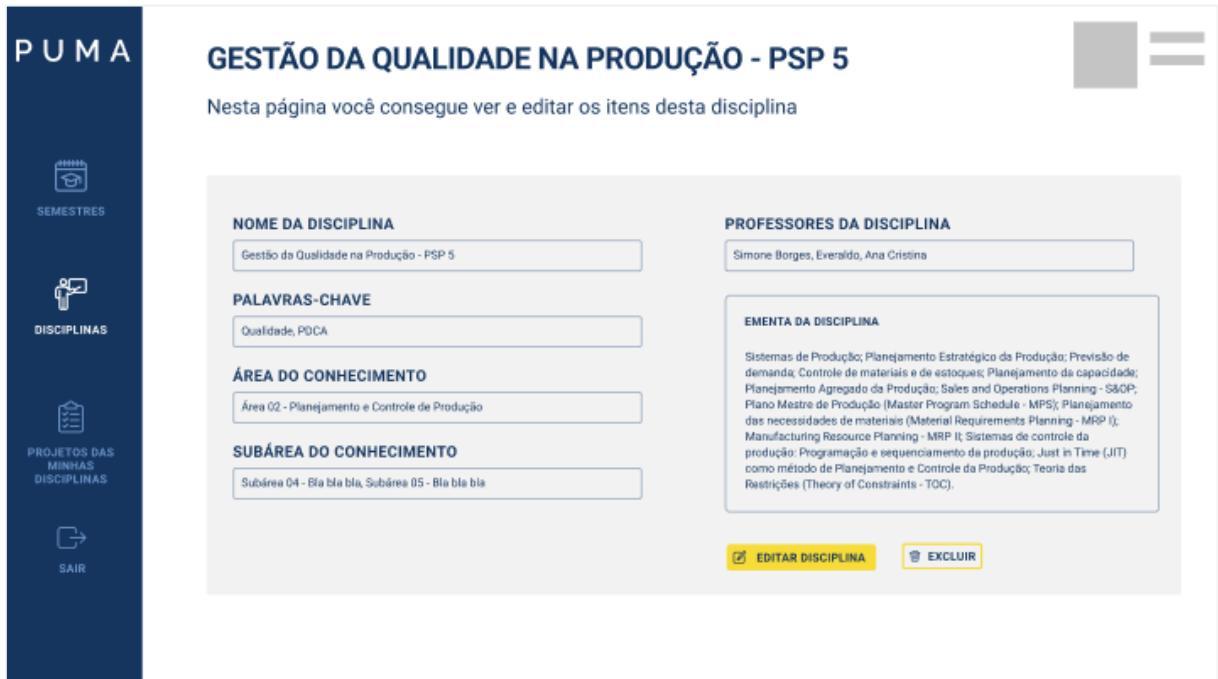 PUMA
SEMESTRES
DISCIPLINAS
PROJETOS DAS
MINHAS
DISCIPLINAS
SAIR
GESTÃO DA QUALIDADE NA PRODUÇÃO - PSP 5
Nesta página você consegue ver e editar os itens desta disciplina
NOME DA DISCIPLINA
Gestão da Qualidade na Produção - PSP 5
PALAVRAS-CHAVE
Qualidade, PDCA
ÁREA DO CONHECIMENTO
Área 02 - Planejamento e Controle de Produção
SUBÁREA DO CONHECIMENTO
Subárea 04 - Bla bla bla, Subárea 05 - Bla bla bla
PROFESSORES DA DISCIPLINA
Simone Borges, Everaldo, Ana Cristina
EMENTA DA DISCIPLINA
Sistemas de Produção; Planejamento Estratégico da Produção; Previsão de
demanda; Controle de materiais e de estoques; Planejamento da capacidade;
Planejamento Agregado da Produção; Sales and Operations Planning - S&OP;
Plano Mestre de Produção (Master Program Schedule - MPS); Planejamento
das necessidades de materiais (Material Requirements Planning - MRP I);
Manufacturing Resource Planning - MRP II; Sistemas de controle da
produção: Programação e sequenciamento da produção; Just in Time (JIT)
como método de Planejamento e Controle da Produção; Teoria das
Restrições (Theory of Constraints - TOC).
EDITAR DISCIPLINA
EXCLUIR